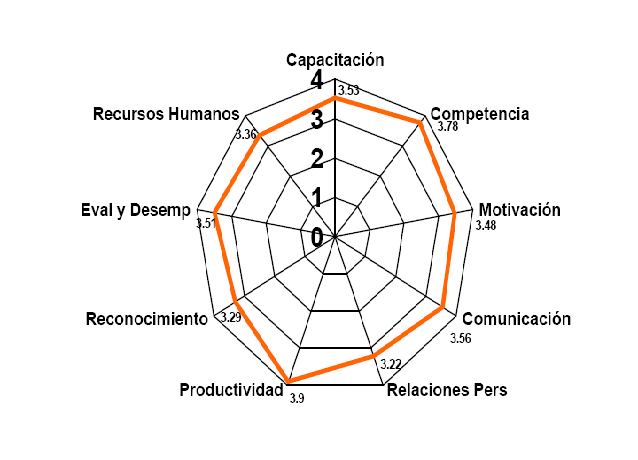 Capacitación
4
3.53
Recursos Humanos
Competencia
3.36
3
3.78
2
1
Eval y Desemp
3.51
Motivación
3.48
0
Reconocimiento
3.29
Comunicación
3.56
3.22
Productividad
3.9
Relaciones Pers